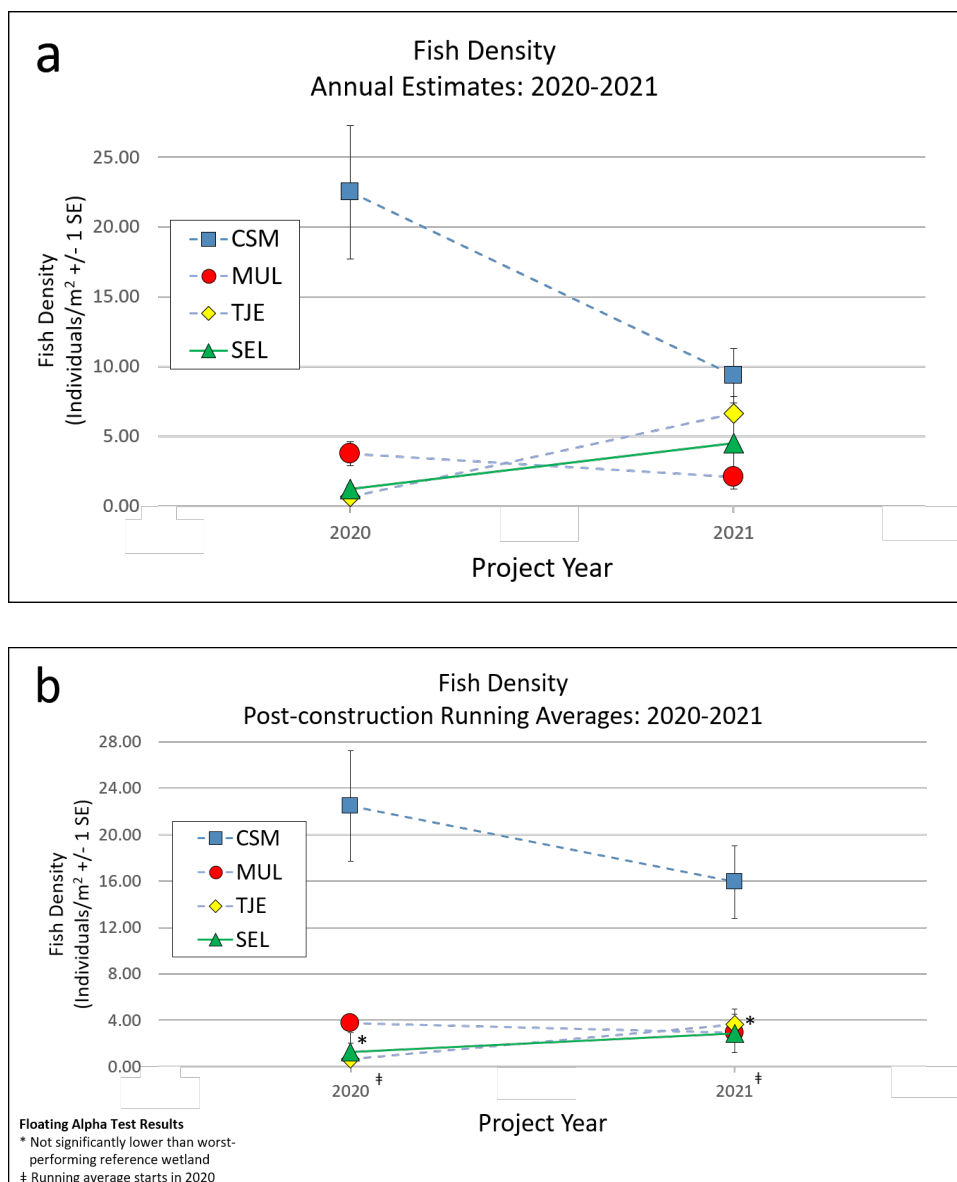 a
Fish Density
Annual Estimates: 2020-2021
25.00
20.00
15.00
10.00
5.00
0.00
Fish Density
(Individuals/m² +/- 1 SE)
CSM
MUL
TJE
SEL
2020
2021
Project Year
b
Fish Density
Post-construction Running Averages: 2020-2021
28.00
24.00
20.00
16.00
12.00
8.00
4.00
0.00
Fish Density
(Individuals/m² +/- 1 SE)
CSM
MUL
TJE
SEL
*
*
2020 ‡
2021 ‡
Project Year
Floating Alpha Test Results
* Not significantly lower than worst-
performing reference wetland
‡ Running average starts in 2020